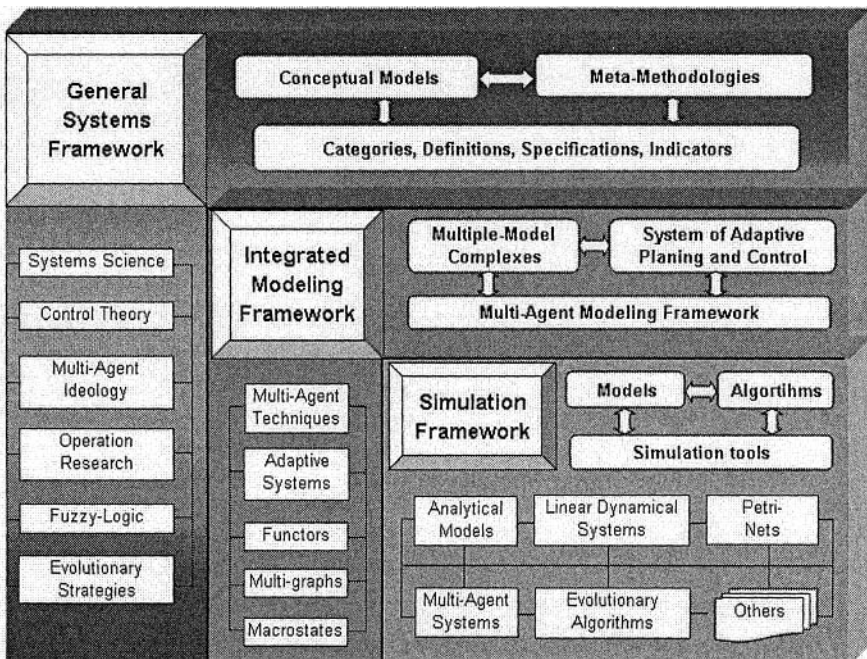 General
Systems
Framework
Conceptual Models
Meta-Methodologies
Categories, Definitions, Specifications, Indicators
Systems Science
Control Theory
Multi-Agent
Ideology
Operation
Research
Fuzzy-Logic
Evolutionary
Strategies
Integrated
Modeling
Framework
Multiple-Model
Complexes
System of Adaptive
Planing and Control
Multi-Agent Modeling Framework
Multi-Agent
Techniques
Adaptive
Systems
Functors
Multi-graphs
Macrostates
Simulation
Framework
Models
Algortihms
Simulation tools
Analytical
Models
Linear Dynamical
Systems
Petri-
Nets
Multi-Agent
Systems
Evolutionary
Algorithms
Others